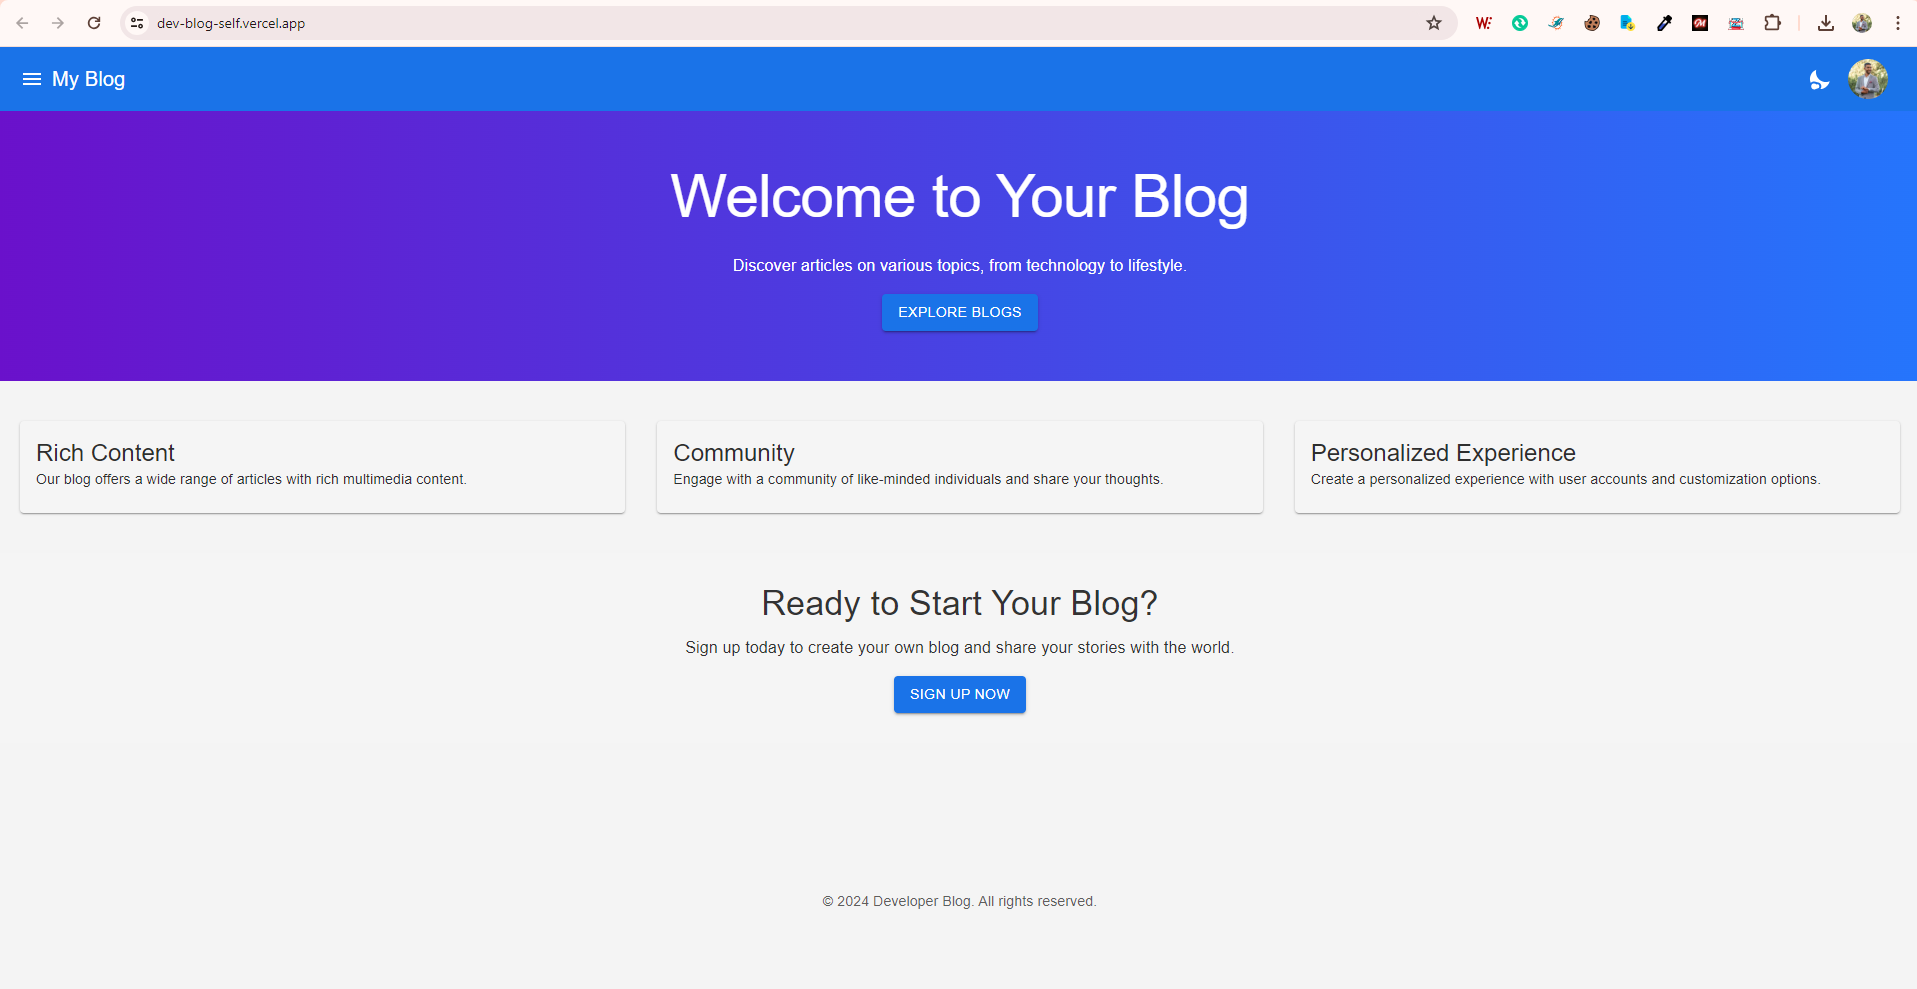 dev-blog-self.vercel.app
My Blog
Welcome to Your Blog
Discover articles on various topics, from technology to lifestyle.
EXPLORE BLOGS
Rich Content
Our blog offers a wide range of articles with rich multimedia content.
Community
Engage with a community of like-minded individuals and share your thoughts.
Personalized Experience
Create a personalized experience with user accounts and customization options.
Ready to Start Your Blog?
Sign up today to create your own blog and share your stories with the world.
SIGN UP NOW
© 2024 Developer Blog. All rights reserved.